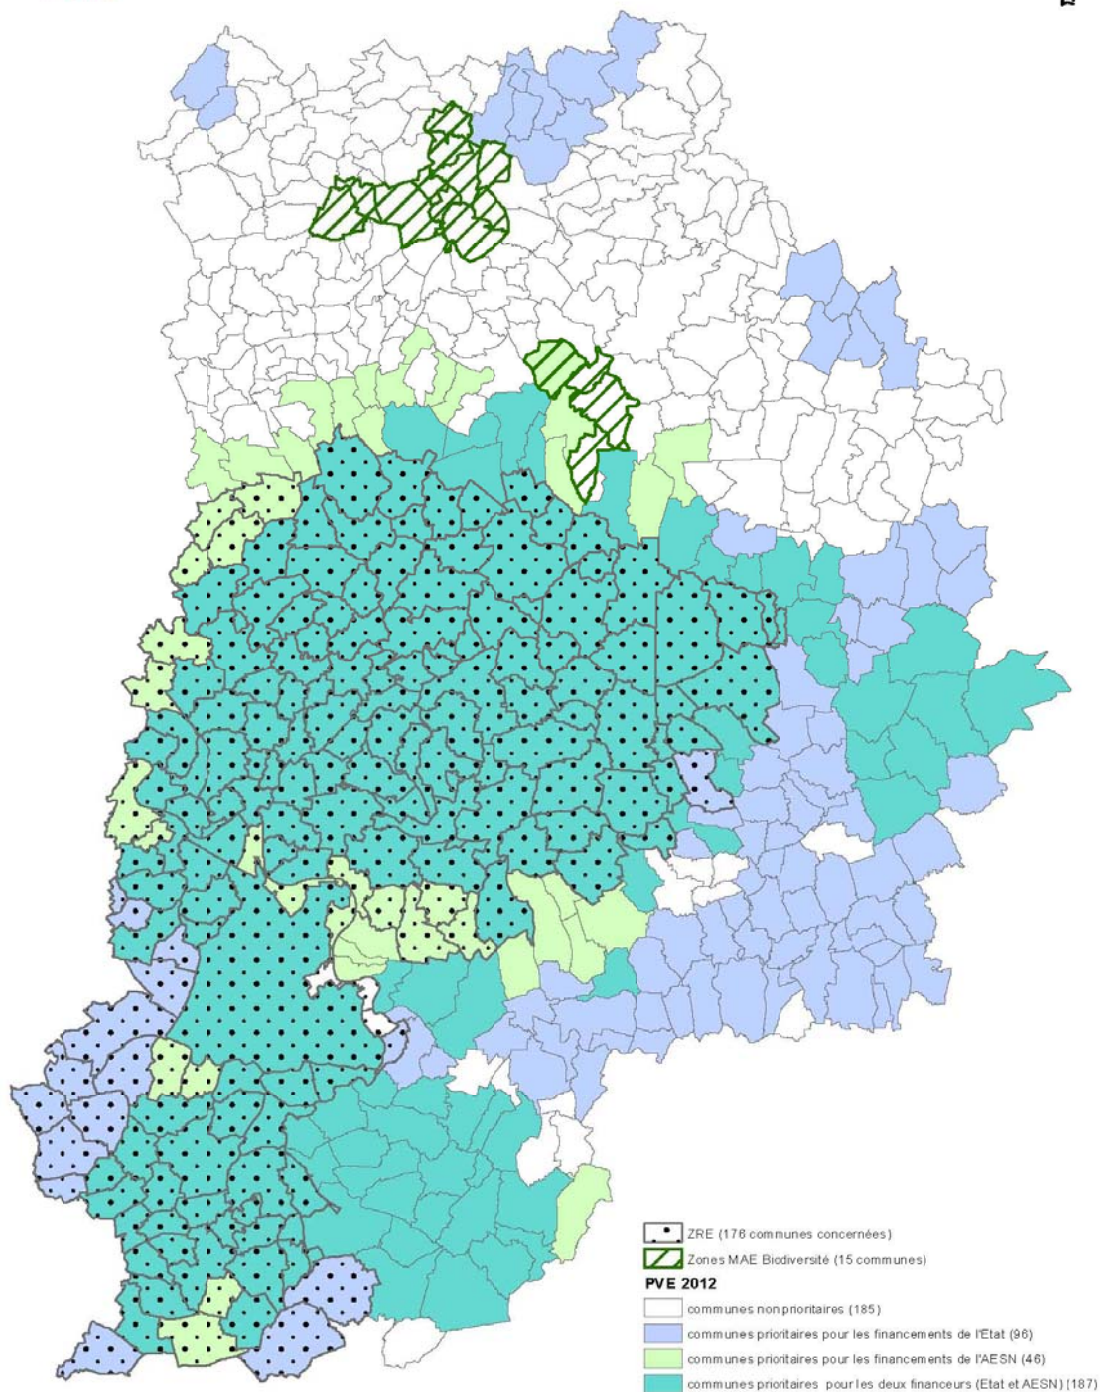 ZRE (176 communes concernées)
Zones MAE Biodiversité (15 communes)
PVE 2012
communes non prioritaires (185)
communes prioritaires pour les financements de l'Etat (96)
communes prioritaires pour les financements de l'AESN (46)
communes prioritaires pour les deux financeurs (Etat et AESN) (187)